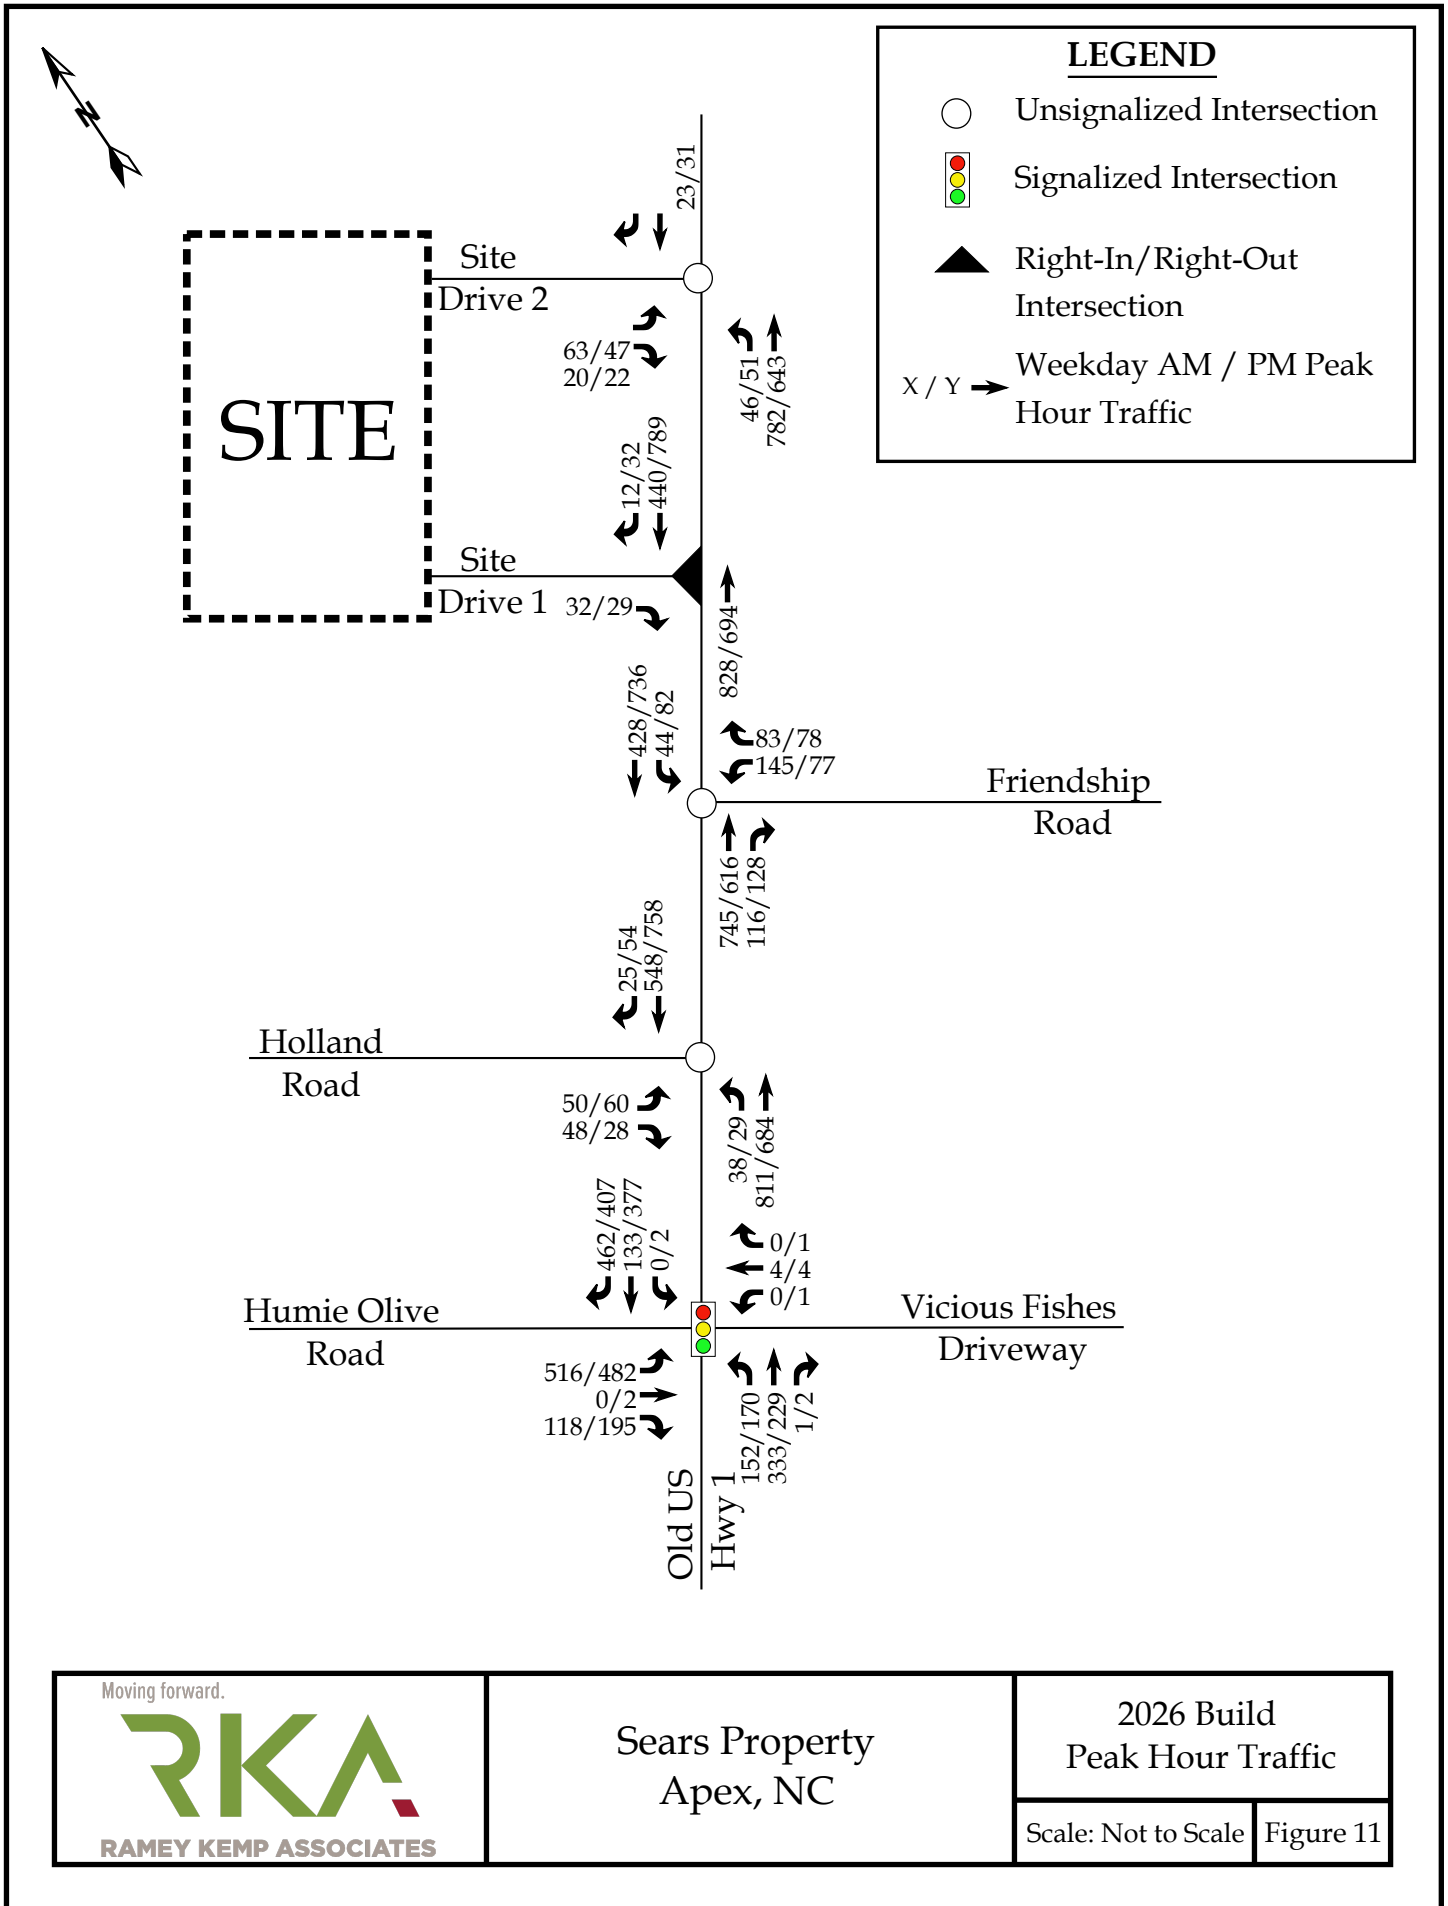 LEGEND
Unsignalized Intersection
Signalized Intersection
Right-In/Right-Out
Intersection
Weekday AM / PM Peak
X / Y
Hour Traffic
N
23/31
Site
Drive 2
63/47
20/22
46/51
782/643
SITE
12/32
440/789
Site
Drive 1
32/29
828/694
428/736
44/82
83/78
145/77
Friendship
Road
745/616
116/128
25/54
548/758
Holland
Road
50/60
48/28
38/29
811/684
462/407
133/377
0/2
0/1
4/4
0/1
Humie Olive
Road
Vicious Fishes
Driveway
516/482
0/2
118/195
152/170
333/229
1/2
Old US
Hwy 1
Moving forward.
RKA
RAMEY KEMP ASSOCIATES
Sears Property
Apex, NC
2026 Build
Peak Hour Traffic
Scale: Not to Scale
Figure 11